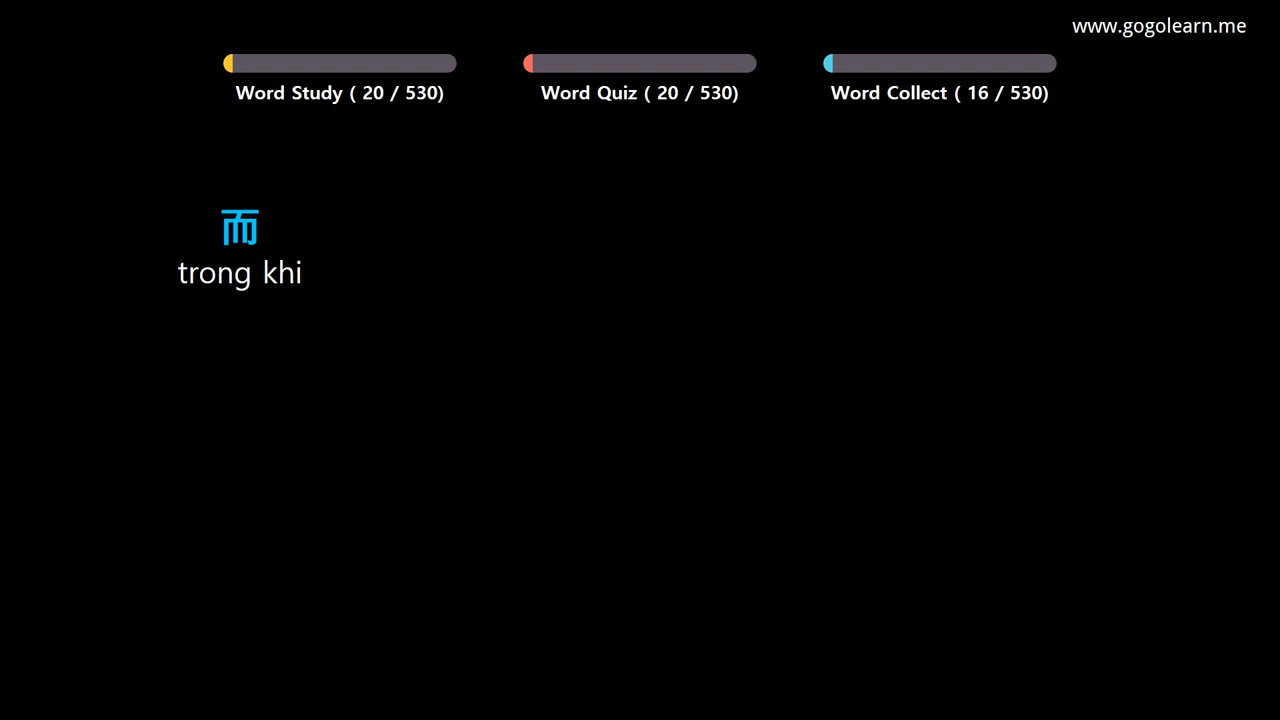 www.gogolearn.me
Word Study ( 20 / 530)
Word Quiz ( 20 / 530)
Word Collect ( 16 / 530)
而
trong khi